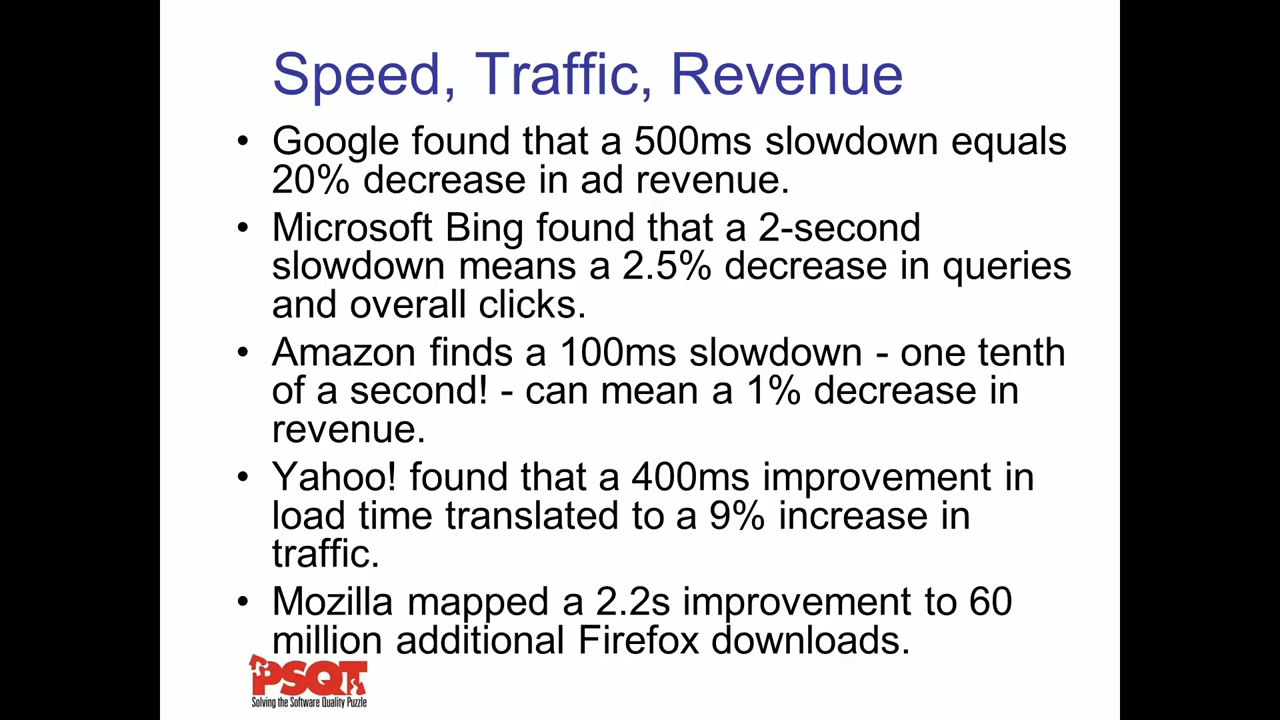 Speed, Traffic, Revenue
• Google found that a 500ms slowdown equals
20% decrease in ad revenue.
• Microsoft Bing found that a 2-second
slowdown means a 2.5% decrease in queries
and overall clicks.
• Amazon finds a 100ms slowdown - one tenth
of a second! - can mean a 1% decrease in
revenue.
• Yahoo! found that a 400ms improvement in
load time translated to a 9% increase in
traffic.
• Mozilla mapped a 2.2s improvement to 60
million additional Firefox downloads.
PSQT
Solving the Software Quality Puzzle